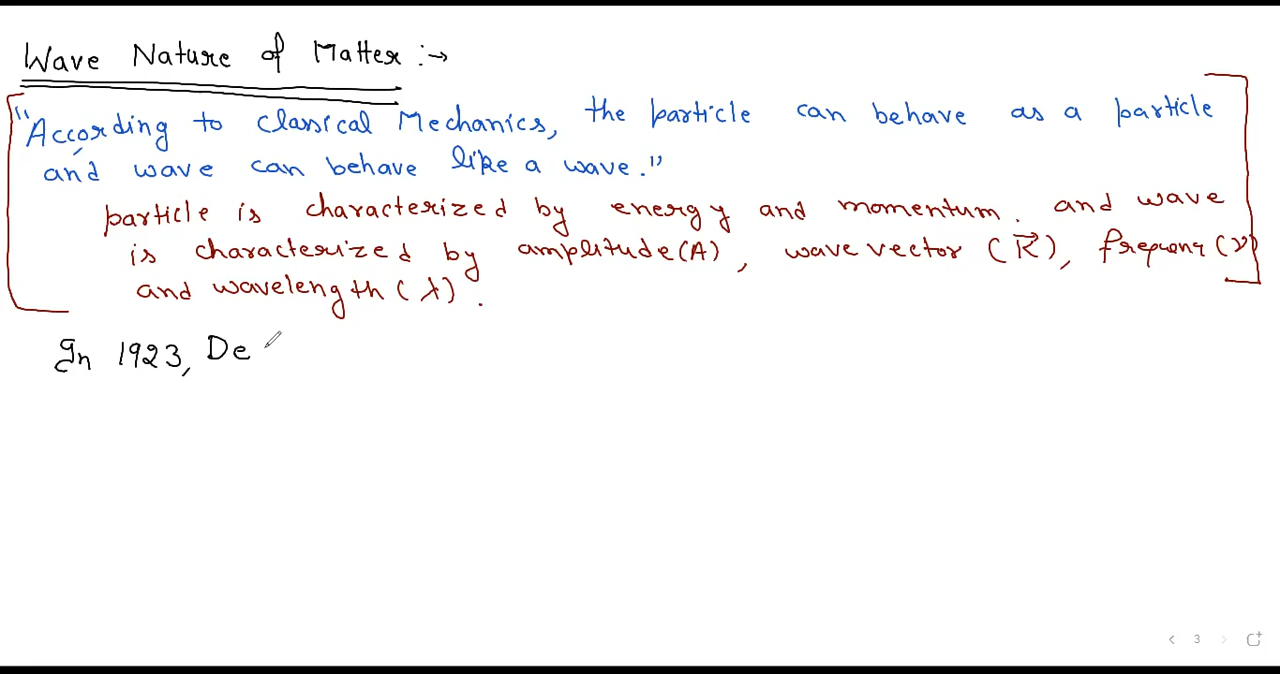 Wave Nature of Matter :→
"According to classical Mechanics, the particle can behave as a particle
and wave can behave like a wave."
particle is characterized by energy and momentum. and wave
is characterized by amplitude (A), wave vector (K⃗), frequency (ν)
and wavelength (λ).
In 1923, De
< 3 >